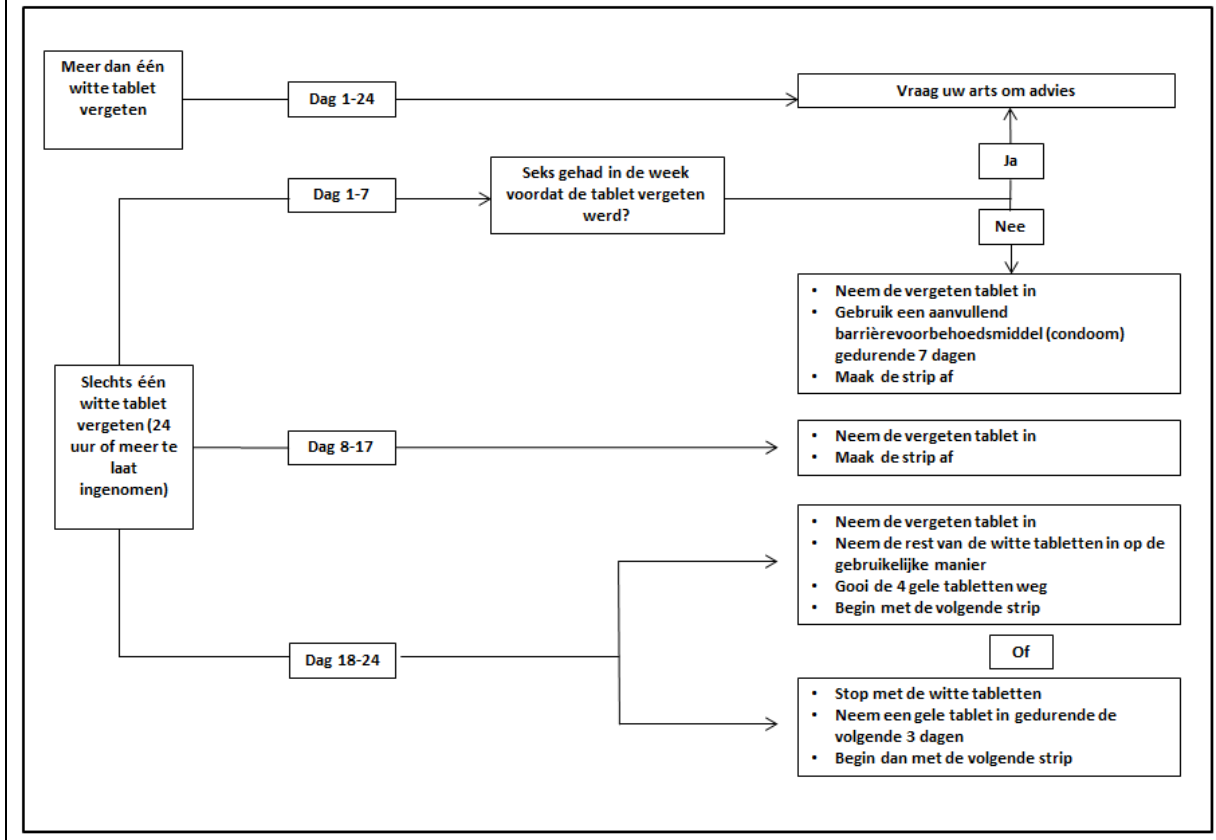 Meer dan één
witte tablet
vergeten
Dag 1-24
Vraag uw arts om advies
Ja
Dag 1-7
Seks gehad in de week
voordat de tablet vergeten
werd?
Nee
• Neem de vergeten tablet in
• Gebruik een aanvullend
barrièrevoorbehoedsmiddel (condoom)
gedurende 7 dagen
• Maak de strip af
Slechts één
witte tablet
vergeten (24
uur of meer te
laat
ingenomen)
Dag 8-17
• Neem de vergeten tablet in
• Maak de strip af
Dag 18-24
• Neem de vergeten tablet in
• Neem de rest van de witte tabletten in op de
gebruikelijke manier
• Gooi de 4 gele tabletten weg
• Begin met de volgende strip
Of
• Stop met de witte tabletten
• Neem een gele tablet in gedurende de
volgende 3 dagen
• Begin dan met de volgende strip